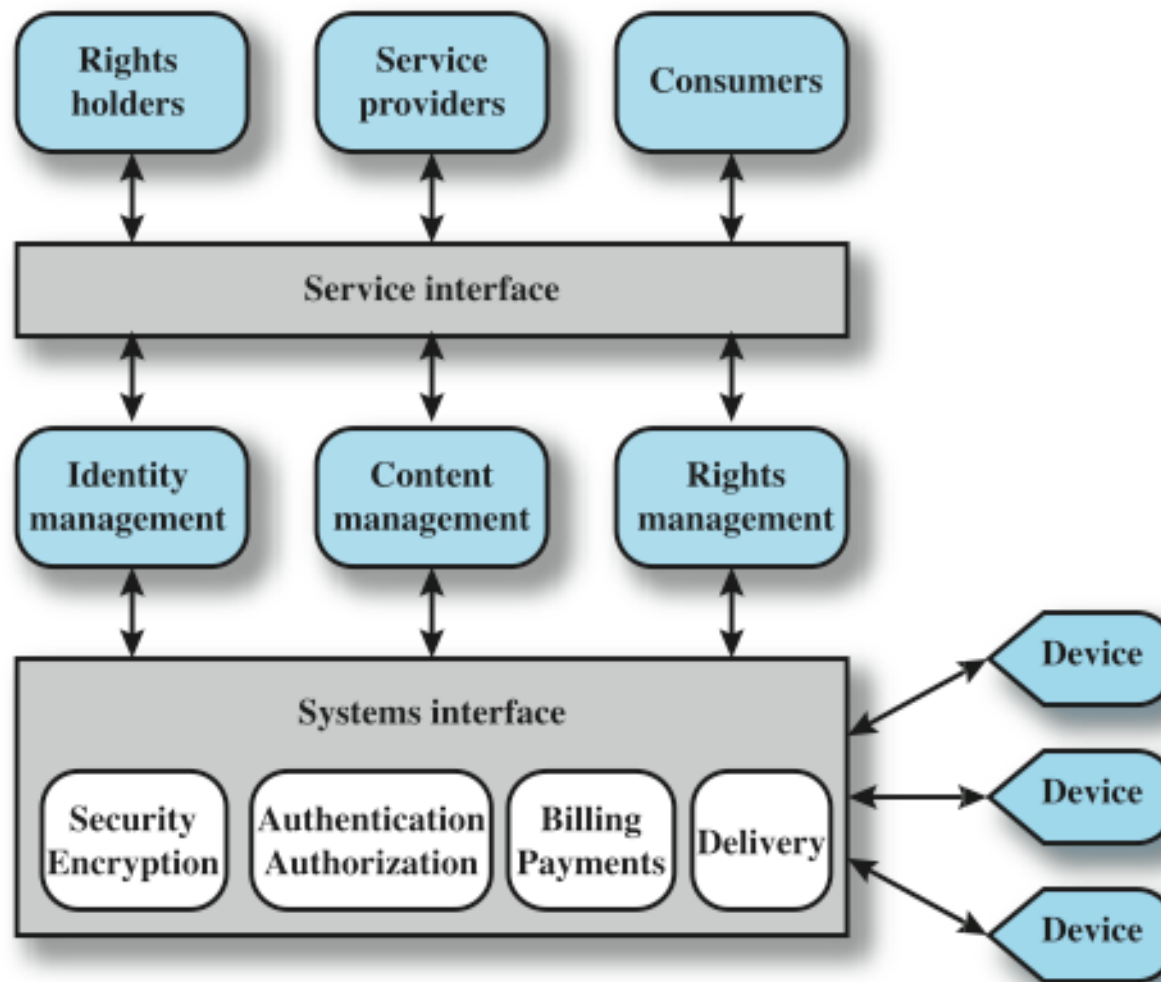 Rights
holders
Service
providers
Consumers
Service interface
Identity
management
Content
management
Rights
management
Systems interface
Security
Encryption
Authentication
Authorization
Billing
Payments
Delivery
Device
Device
Device